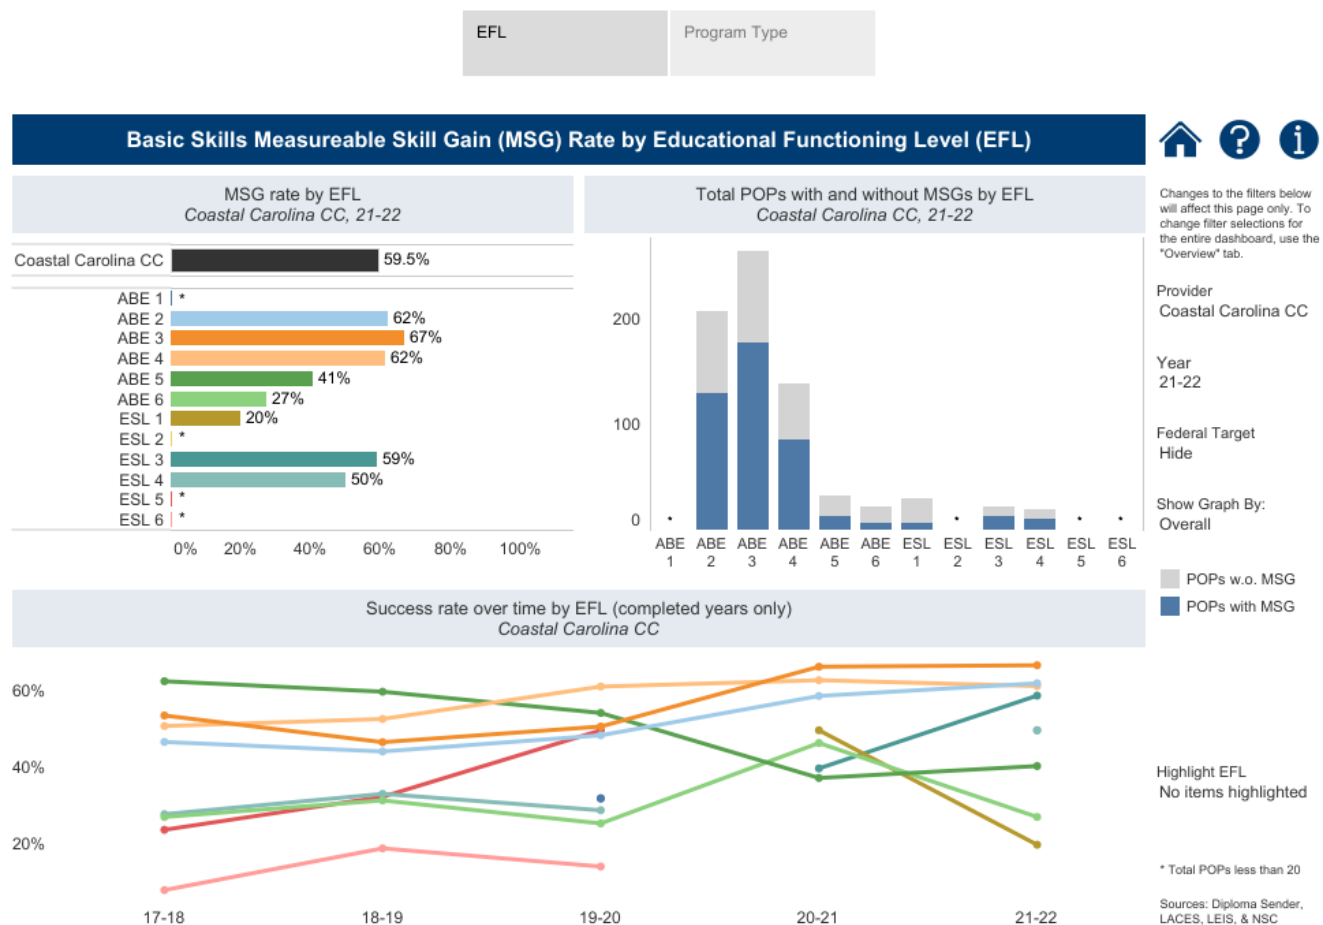 EFL
Program Type
Basic Skills Measureable Skill Gain (MSG) Rate by Educational Functioning Level (EFL)
MSG rate by EFL
Coastal Carolina CC, 21-22
Coastal Carolina CC 59.5%
ABE 1 *
ABE 2 62%
ABE 3 67%
ABE 4 62%
ABE 5 41%
ABE 6 27%
ESL 1 20%
ESL 2 *
ESL 3 59%
ESL 4 50%
ESL 5 *
ESL 6 *
0% 20% 40% 60% 80% 100%
Total POPs with and without MSGs by EFL
Coastal Carolina CC, 21-22
200
100
0
* * * *
ABE ABE ABE ABE ABE ABE ESL ESL ESL ESL ESL ESL
1 2 3 4 5 6 1 2 3 4 5 6
Changes to the filters below
will affect this page only. To
change filter selections for
the entire dashboard, use the
"Overview" tab.
Provider
Coastal Carolina CC
Year
21-22
Federal Target
Hide
Show Graph By:
Overall
POPs w.o. MSG
POPs with MSG
Success rate over time by EFL (completed years only)
Coastal Carolina CC
60%
40%
20%
17-18 18-19 19-20 20-21 21-22
Highlight EFL
No items highlighted
* Total POPs less than 20
Sources: Diploma Sender,
LACES, LEIS, & NSC